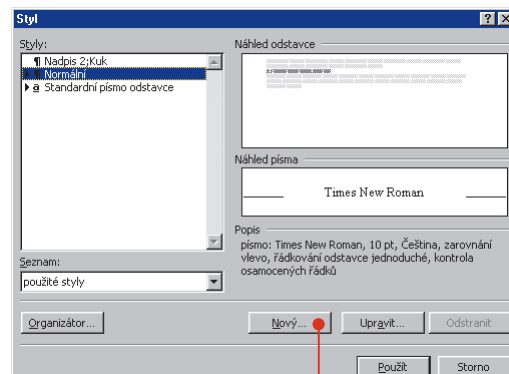 Styl
Styly:
¶ Nadpis 2;Kuk
¶ Normální
a Standardní písmo odstavce
Seznam:
použité styly
Náhled odstavce
Náhled písma
Times New Roman
Popis
písmo: Times New Roman, 10 pt, Čeština, zarovnání
vlevo, řádkování odstavce jednoduché, kontrola
osamocených řádků
Organizátor...
Nový...
Upravit...
Odstranit
Použít
Storno